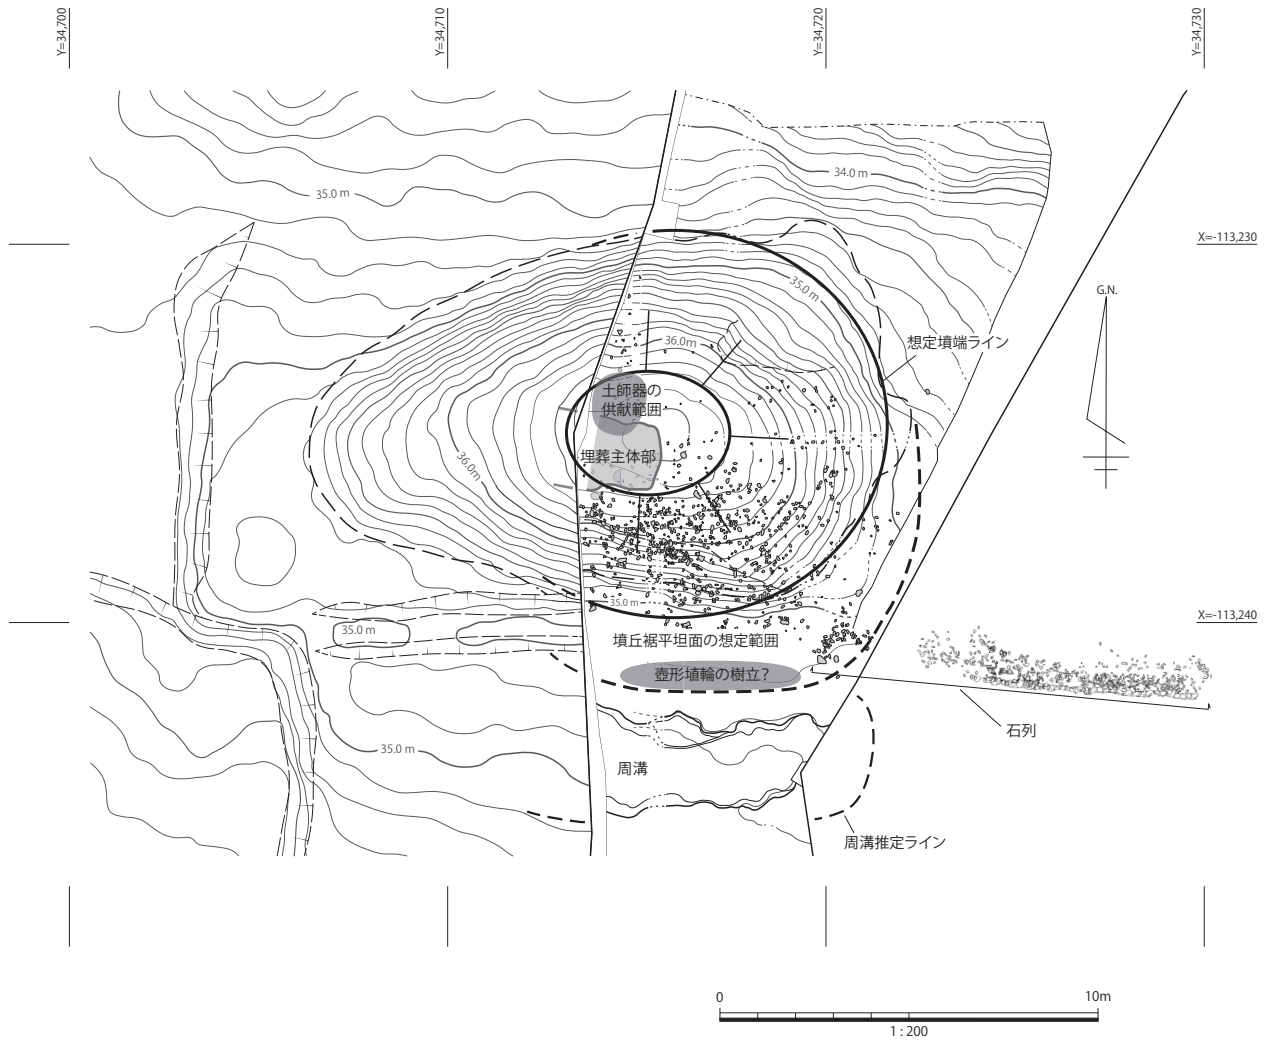 Y=34,700
Y=34,710
Y=34,720
Y=34,730
34.0 m
35.0 m
X=-113,230
35.0 m
G.N.
36.0m
想定墳端ライン
土師器の
供献範囲
埋葬主体部
36.0m
35.0 m
X=-113,240
35.0 m
墳丘裾平坦面の想定範囲
壺形埴輪の樹立?
石列
35.0 m
周溝
周溝推定ライン
0
10m
1 : 200